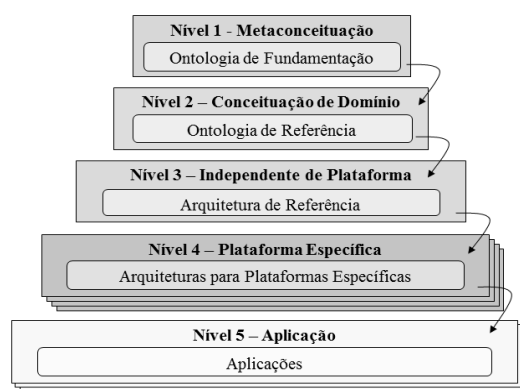 Nível 1 - Metaconceituação
Ontologia de Fundamentação
Nível 2 – Conceituação de Domínio
Ontologia de Referência
Nível 3 – Independente de Plataforma
Arquitetura de Referência
Nível 4 – Plataforma Específica
Arquiteturas para Plataformas Específicas
Nível 5 – Aplicação
Aplicações